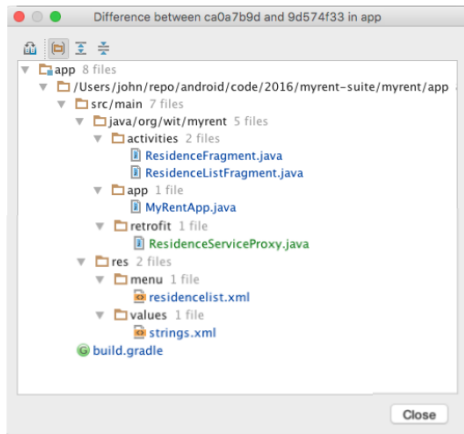 Difference between ca0a7b9d and 9d574f33 in app
app 8 files
/Users/john/repo/android/code/2016/myrent-suite/myrent/app
src/main 7 files
java/org/wit/myrent 5 files
activities 2 files
ResidenceFragment.java
ResidenceListFragment.java
app 1 file
MyRentApp.java
retrofit 1 file
ResidenceServiceProxy.java
res 2 files
menu 1 file
residencelist.xml
values 1 file
strings.xml
build.gradle
Close